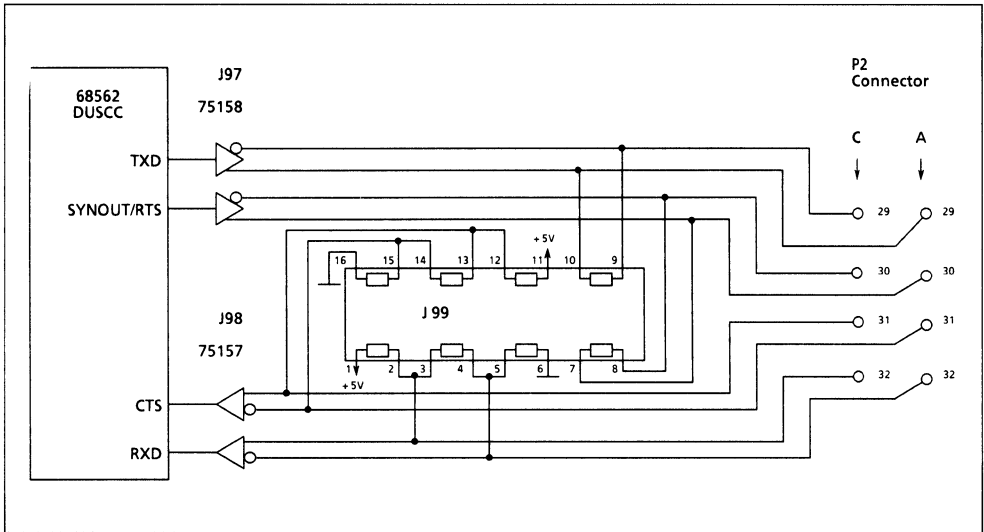 68562
DUSCC
J97
75158
P2
Connector
C A
TXD
SYNOUT/RTS
29 29
30 30
31 31
32 32
+5V
16 15 14 13 12 11 10 9
J 99
1 2 3 4 5 6 7 8
+5V
J98
75157
CTS
RXD